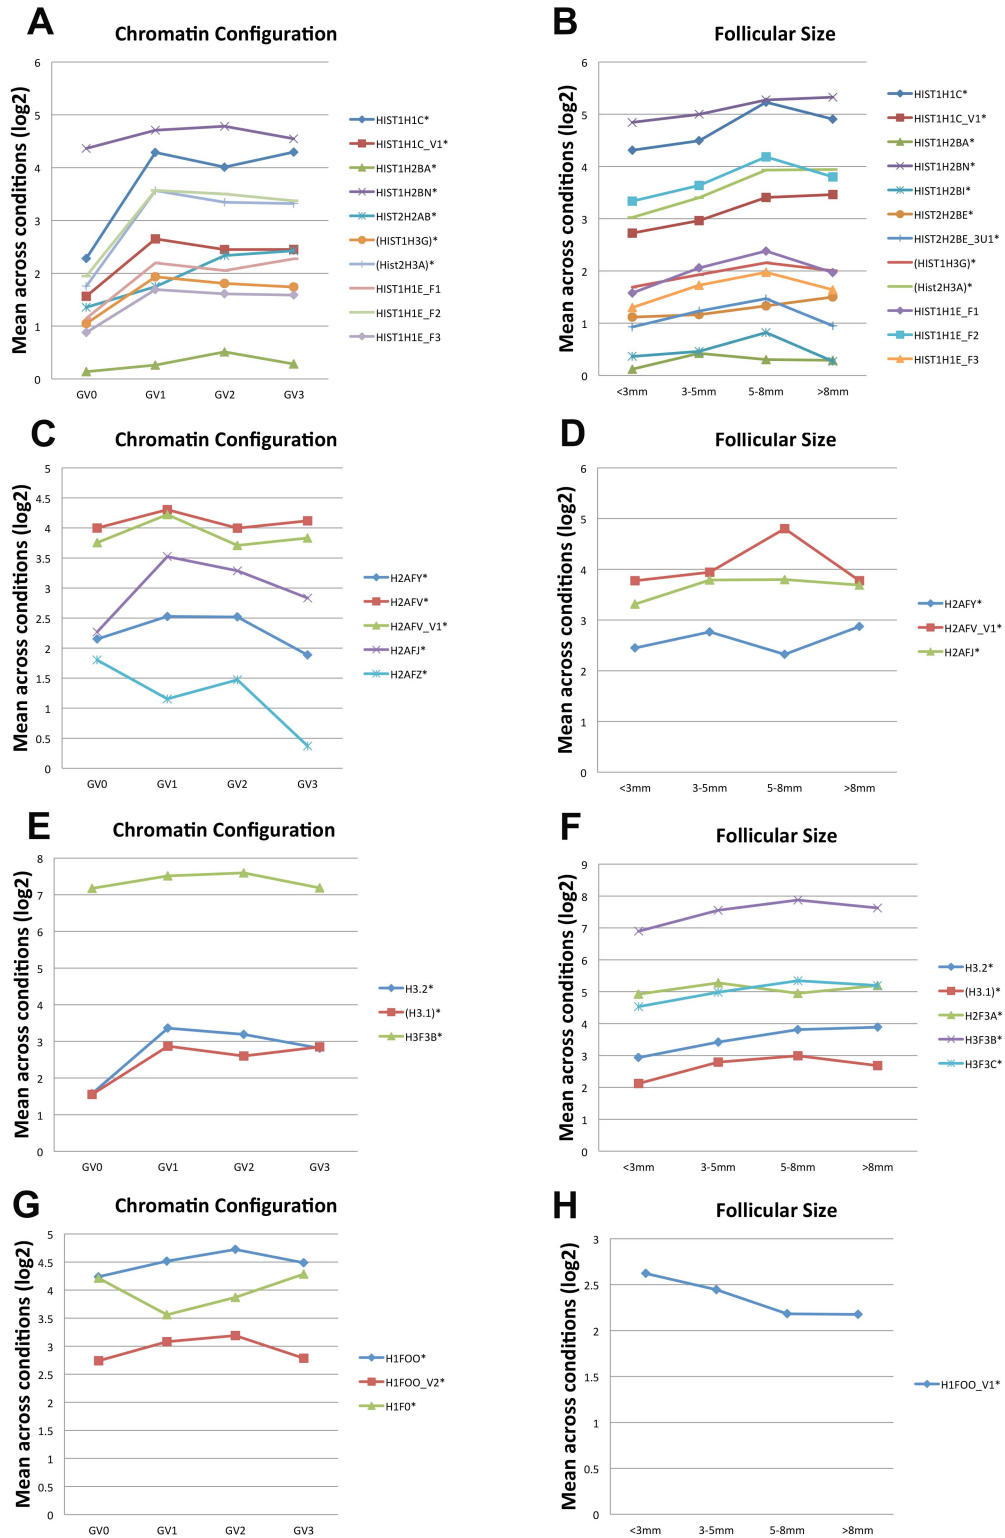 A
Chromatin Configuration
Mean across conditions (log2)
6
5
4
3
2
1
0
GV0 GV1 GV2 GV3
HIST1H1C*
HIST1H1C_V1*
HIST1H2BA*
HIST1H2BN*
HIST2H2AB*
(HIST1H3G)*
(Hist2H3A)*
HIST1H1E_F1
HIST1H1E_F2
HIST1H1E_F3
B
Follicular Size
Mean across conditions (log2)
6
5
4
3
2
1
0
<3mm 3-5mm 5-8mm >8mm
HIST1H1C*
HIST1H1C_V1*
HIST1H2BA*
HIST1H2BN*
HIST1H2BI*
HIST2H2BE*
HIST2H2BE_3U1*
(HIST1H3G)*
(Hist2H3A)*
HIST1H1E_F1
HIST1H1E_F2
HIST1H1E_F3
C
Chromatin Configuration
Mean across conditions (log2)
5
4.5
4
3.5
3
2.5
2
1.5
1
0.5
0
GV0 GV1 GV2 GV3
H2AFY*
H2AFV*
H2AFV_V1*
H2AFJ*
H2AFZ*
D
Follicular Size
Mean across conditions (log2)
6
5
4
3
2
1
0
<3mm 3-5mm 5-8mm >8mm
H2AFY*
H2AFV_V1*
H2AFJ*
E
Chromatin Configuration
Mean across conditions (log2)
8
7
6
5
4
3
2
1
0
GV0 GV1 GV2 GV3
H3.2*
(H3.1)*
H3F3B*
F
Follicular Size
Mean across conditions (log2)
9
8
7
6
5
4
3
2
1
0
<3mm 3-5mm 5-8mm >8mm
H3.2*
(H3.1)*
H2F3A*
H3F3B*
H3F3C*
G
Chromatin Configuration
Mean across conditions (log2)
5
4.5
4
3.5
3
2.5
2
1.5
1
0.5
0
GV0 GV1 GV2 GV3
H1FOO*
H1FOO_V2*
H1F0*
H
Follicular Size
Mean across conditions (log2)
3
2.5
2
1.5
1
0.5
0
<3mm 3-5mm 5-8mm >8mm
H1FOO_V1*